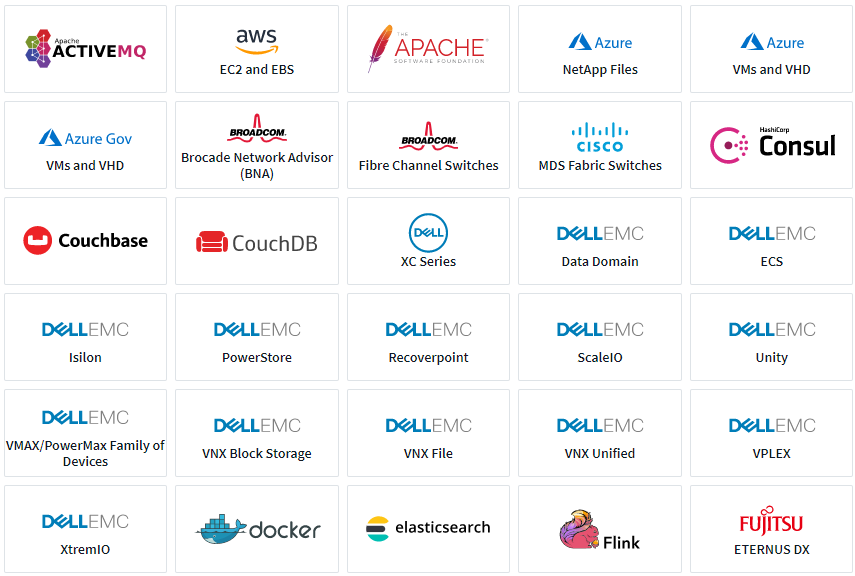 Apache
ACTIVEMQ
aws
EC2 and EBS
THE
APACHE®
SOFTWARE FOUNDATION
Azure
NetApp Files
Azure
VMs and VHD
Azure Gov
VMs and VHD
BROADCOM®
Brocade Network Advisor
(BNA)
BROADCOM®
Fibre Channel Switches
CISCO
MDS Fabric Switches
HashiCorp
Consul
Couchbase
CouchDB
DELL
XC Series
DELLEMC
Data Domain
DELLEMC
ECS
DELLEMC
Isilon
DELLEMC
PowerStore
DELLEMC
Recoverpoint
DELLEMC
ScaleIO
DELLEMC
Unity
DELLEMC
VMAX/PowerMax Family of
Devices
DELLEMC
VNX Block Storage
DELLEMC
VNX File
DELLEMC
VNX Unified
DELLEMC
VPLEX
DELLEMC
XtremIO
docker
elasticsearch
Flink
FUJITSU
ETERNUS DX